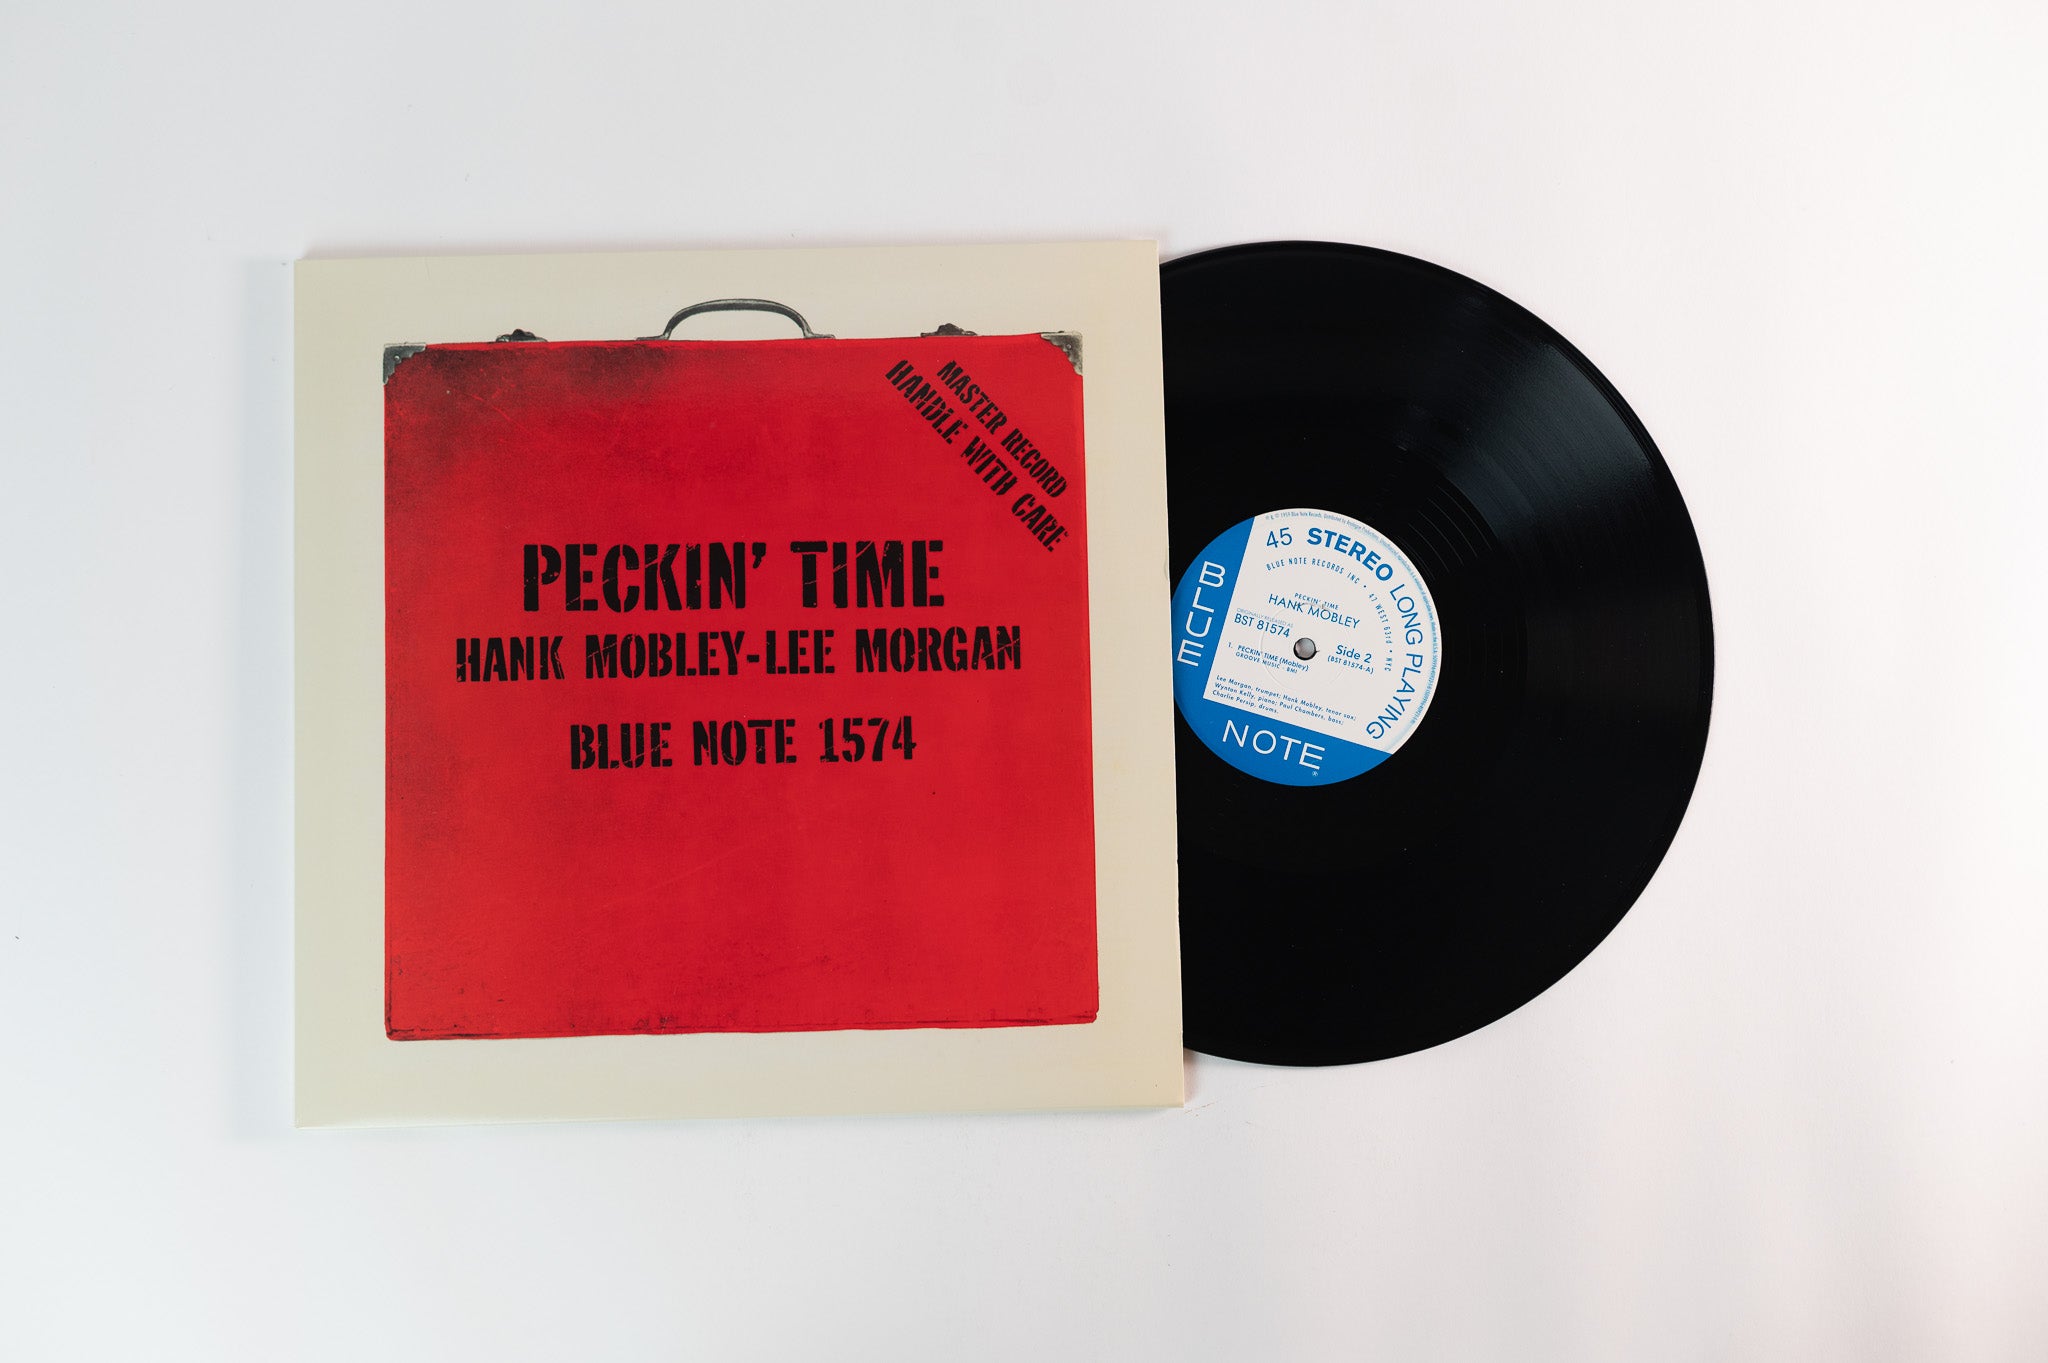 MASTER RECORD
HANDLE WITH CARE
PECKIN' TIME
HANK MOBLEY-LEE MORGAN
BLUE NOTE 1574
45 STEREO LONG PLAYING
BLUE NOTE RECORDS INC • 47 WEST 63rd • NYC
PECKIN' TIME
HANK MOBLEY
ORIGINALLY RELEASED AS
BST 81574
Side 2
(BST 81574-A)
1. PECKIN' TIME (Mobley)
GROOVE MUSIC - BMI
Lee Morgan, trumpet; Hank Mobley, tenor sax;
Wynton Kelly, piano; Paul Chambers, bass;
Charlie Persip, drums.
BLUE
NOTE
®